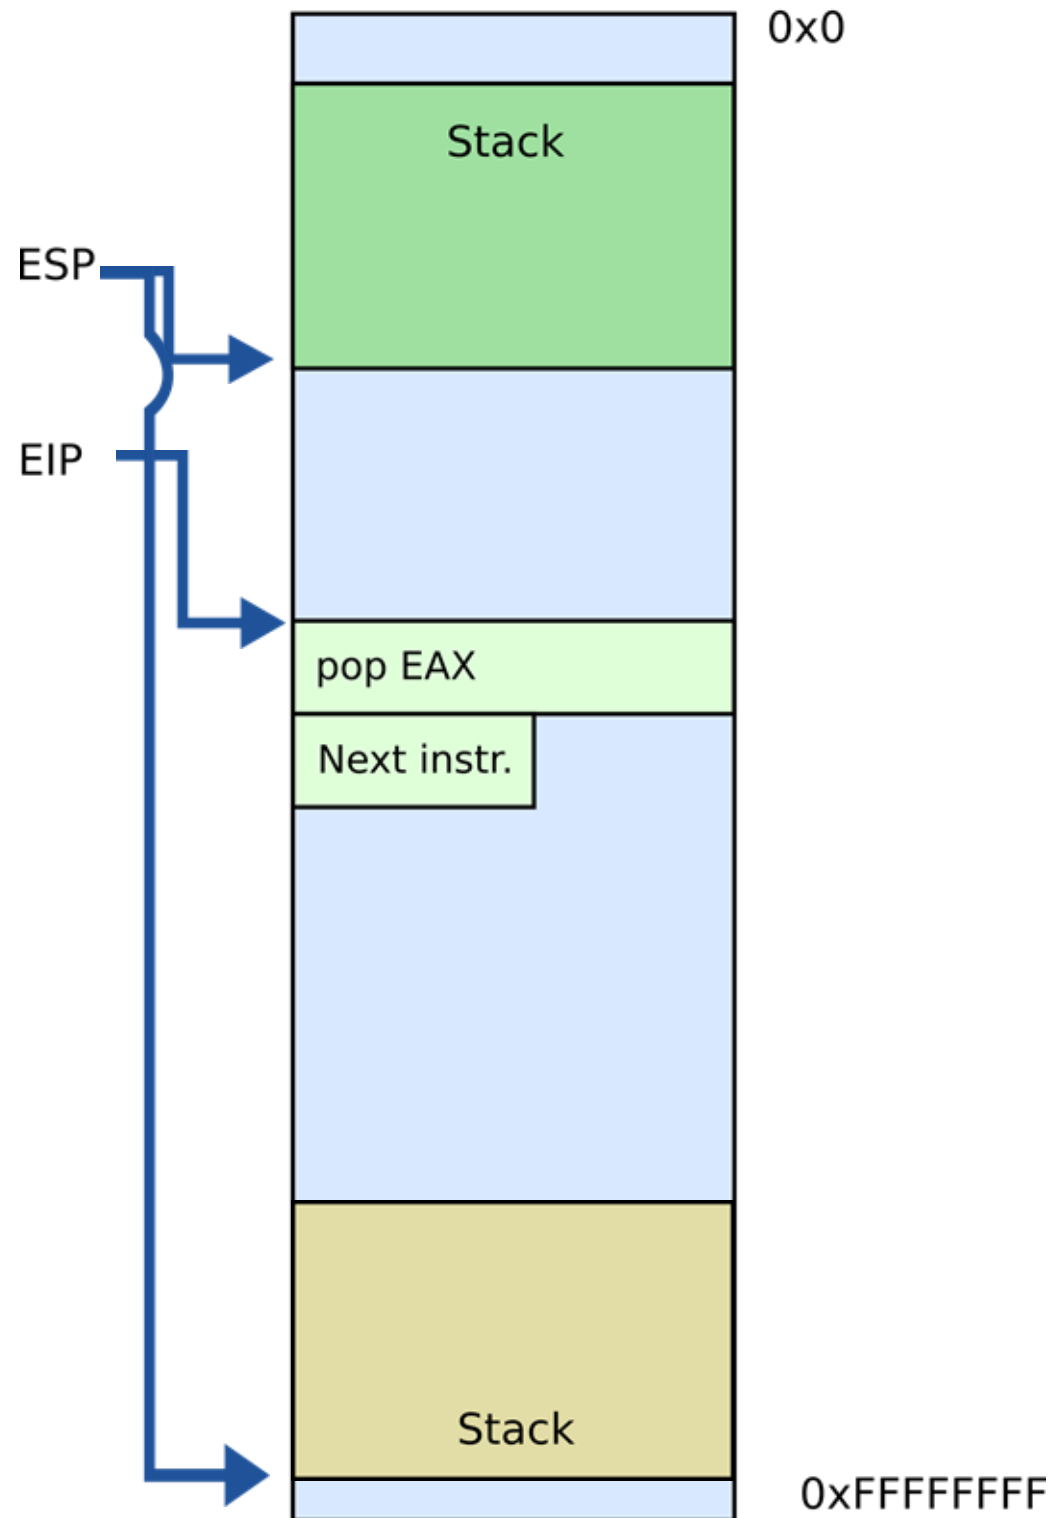 0x0
Stack
ESP
EIP
pop EAX
Next instr.
Stack
0xFFFFFFFF